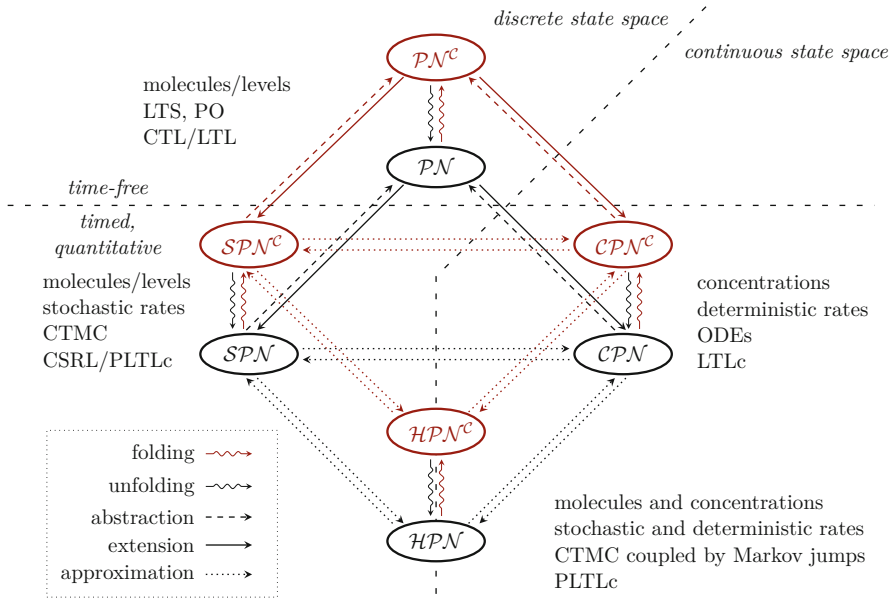 discrete state space
continuous state space
PN^C
molecules/levels
LTS, PO
CTL/LTL
PN
time-free
timed,
quantitative
SPN^C
CPN^C
molecules/levels
stochastic rates
CTMC
CSRL/PLTLc
concentrations
deterministic rates
ODEs
LTLc
SPN
CPN
HPN^C
folding
unfolding
abstraction
extension
approximation
HPN
molecules and concentrations
stochastic and deterministic rates
CTMC coupled by Markov jumps
PLTLc